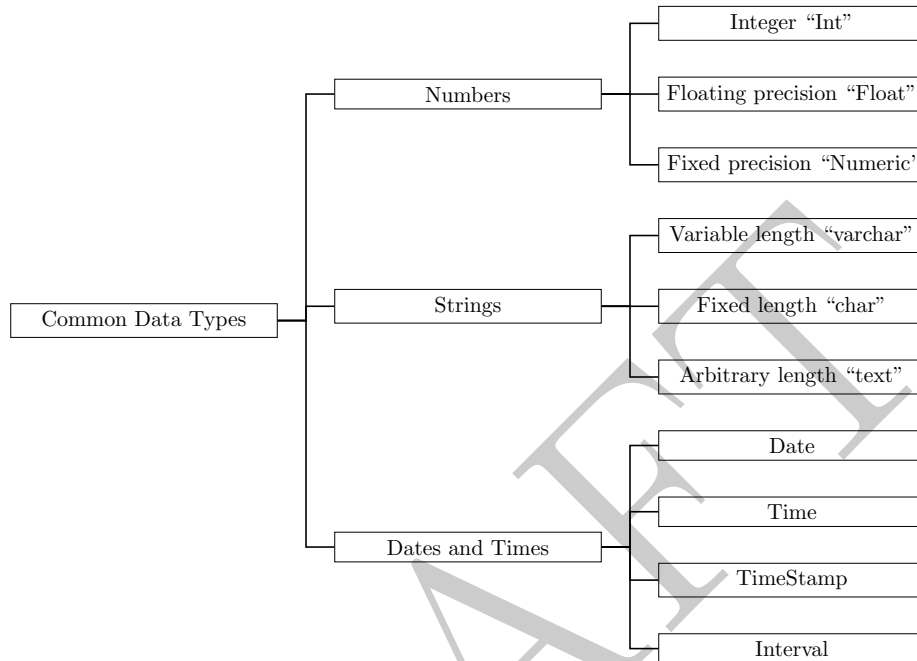 Common Data Types
Numbers
Integer “Int”
Floating precision “Float”
Fixed precision “Numeric”
Strings
Variable length “varchar”
Fixed length “char”
Arbitrary length “text”
Dates and Times
Date
Time
TimeStamp
Interval
AFT